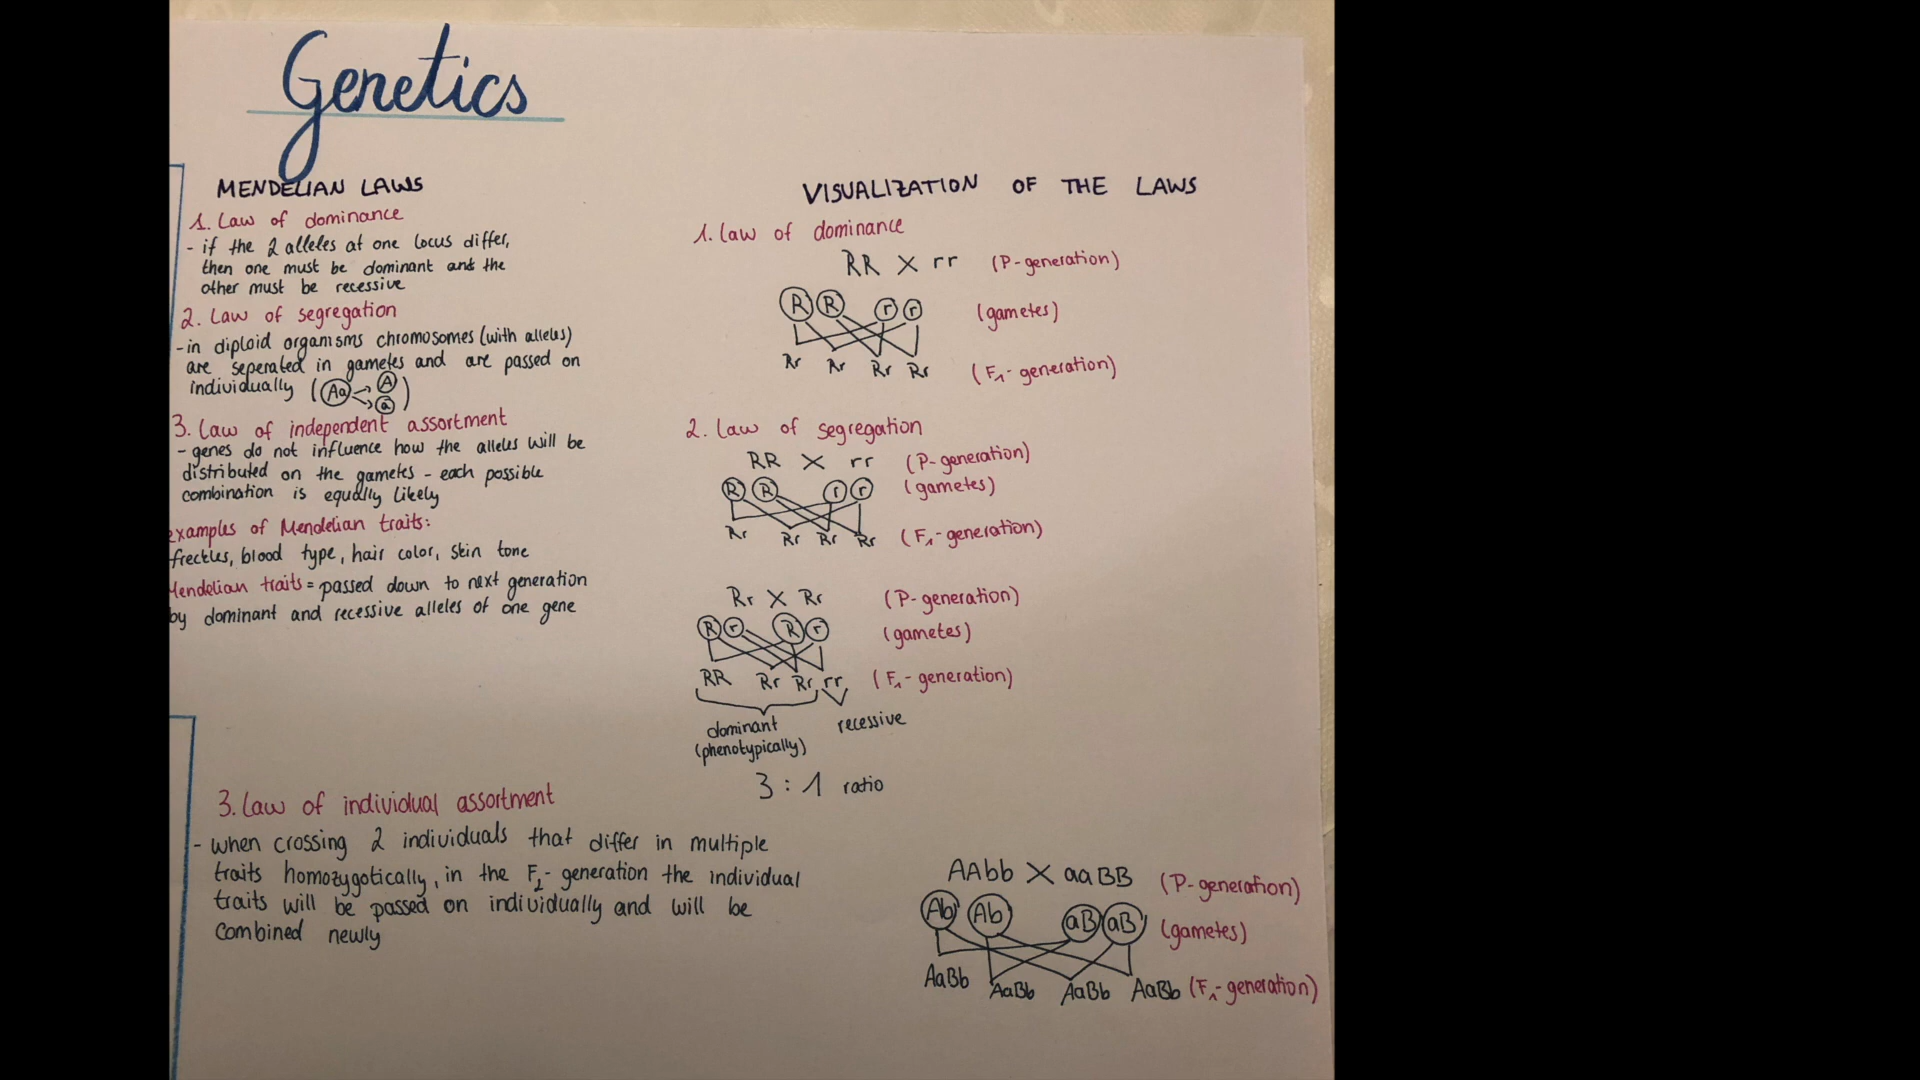 Genetics
MENDELIAN LAWS
1. Law of dominance
- if the 2 alleles at one locus differ,
then one must be dominant and the
other must be recessive
2. Law of segregation
- in diploid organisms chromosomes (with alleles)
are seperated in gametes and are passed on
individually (Aa A a)
3. Law of independent assortment
- genes do not influence how the alleles will be
distributed on the gametes - each possible
combination is equally likely
examples of Mendelian traits:
freckles, blood type, hair color, skin tone
Mendelian traits = passed down to next generation
by dominant and recessive alleles of one gene
VISUALIZATION OF THE LAWS
1. Law of dominance
RR X rr (P-generation)
R R r r (gametes)
Rr Rr Rr Rr (F1-generation)
2. Law of segregation
RR X rr (P-generation)
R R r r (gametes)
Rr Rr Rr Rr (F1-generation)
Rr X Rr (P-generation)
R r R r (gametes)
RR Rr Rr rr (F1-generation)
dominant recessive
(phenotypically)
3 : 1 ratio
3. Law of individual assortment
- when crossing 2 individuals that differ in multiple
traits homozygotically, in the F2-generation the individual
traits will be passed on individually and will be
combined newly
AAbb X aaBB (P-generation)
Ab Ab aB aB (gametes)
AaBb AaBb AaBb AaBb (F1-generation)